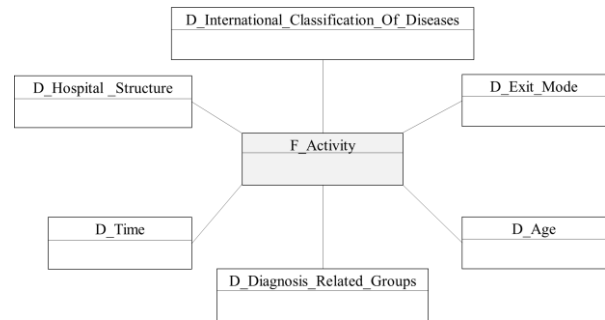 D_International_Classification_Of_Diseases
D_Hospital _Structure
D_Exit_Mode
F_Activity
D_Time
D_Age
D_Diagnosis_Related_Groups